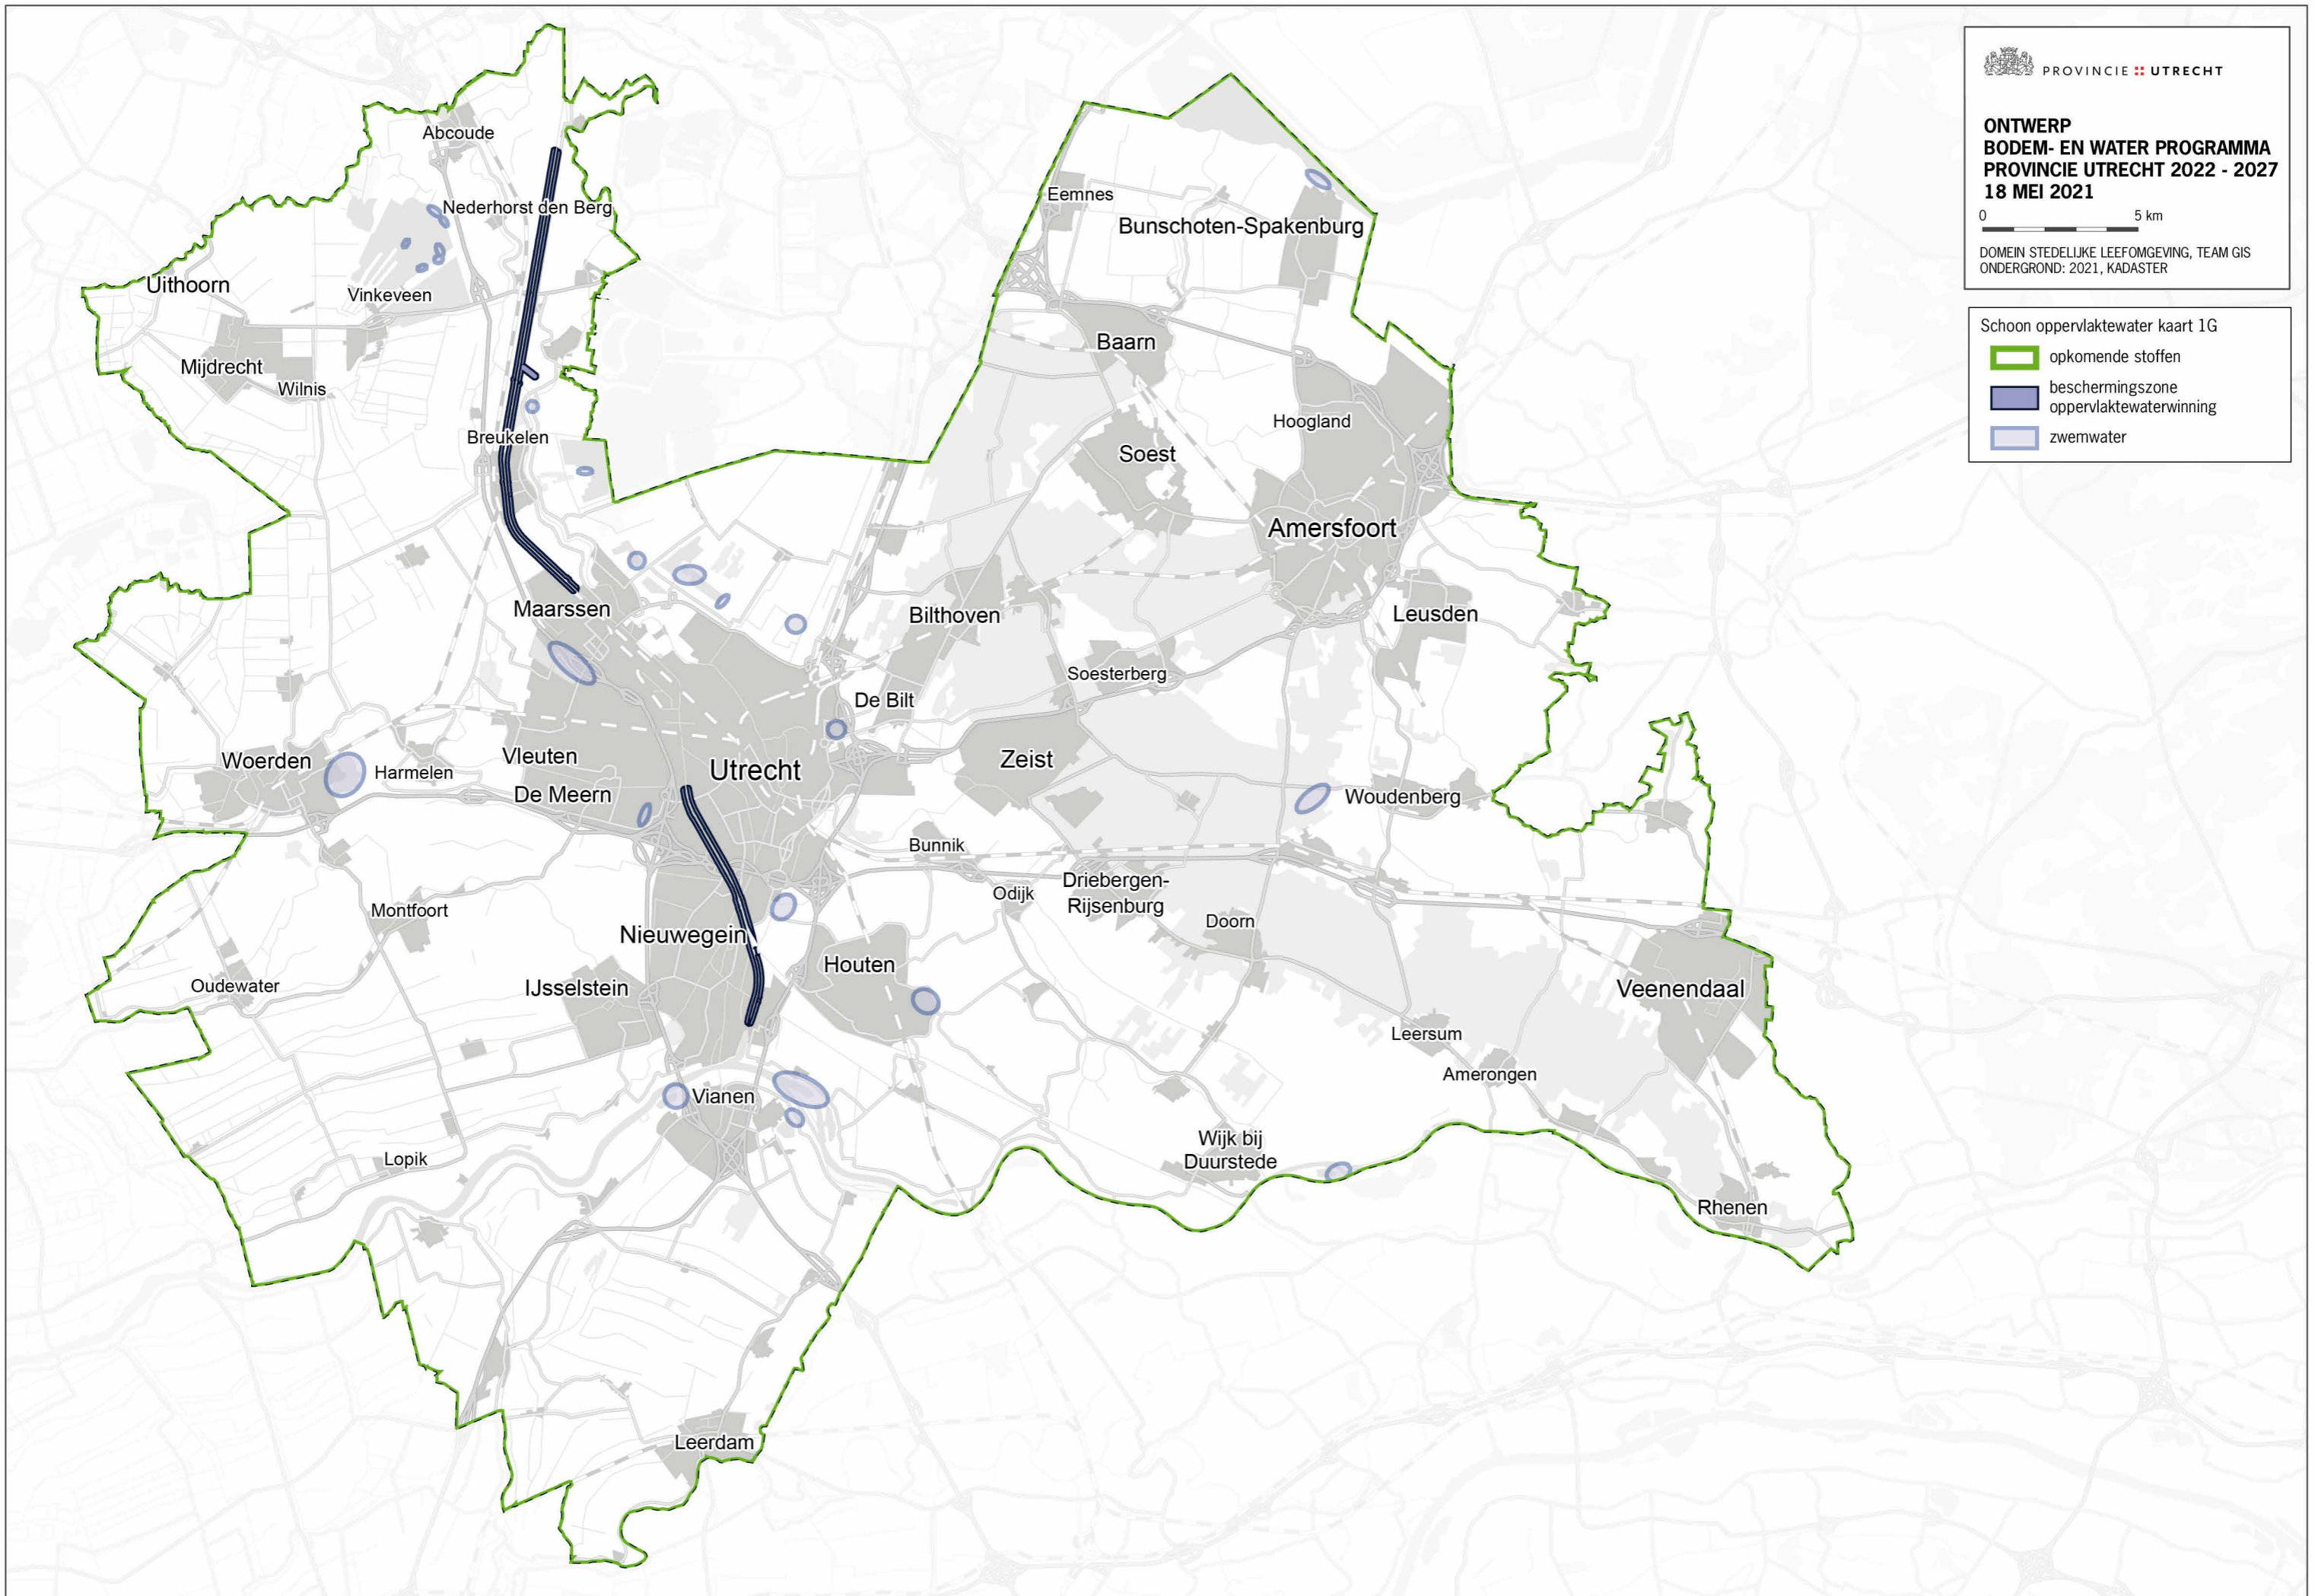 PROVINCIE UTRECHT
ONTWERP
BODEM- EN WATER PROGRAMMA
PROVINCIE UTRECHT 2022 - 2027
18 MEI 2021
0 5 km
DOMEIN STEDELIJKE LEEFOMGEVING, TEAM GIS
ONDERGROND: 2021, KADASTER
Schoon oppervlaktewater kaart 1G
opkomende stoffen
beschermingszone
oppervlaktewaterwinning
zwemwater
Abcoude
Nederhorst den Berg
Eemnes
Bunschoten-Spakenburg
Uithoorn
Vinkeveen
Baarn
Mijdrecht
Wilnis
Hoogland
Breukelen
Soest
Amersfoort
Maarssen
Bilthoven
Leusden
Soesterberg
De Bilt
Vleuten
Woerden
Harmelen
Utrecht
Zeist
De Meern
Woudenberg
Bunnik
Driebergen-
Rijsenburg
Odijk
Montfoort
Doorn
Nieuwegein
Houten
Oudewater
IJsselstein
Veenendaal
Leersum
Amerongen
Vianen
Wijk bij
Duurstede
Lopik
Rhenen
Leerdam